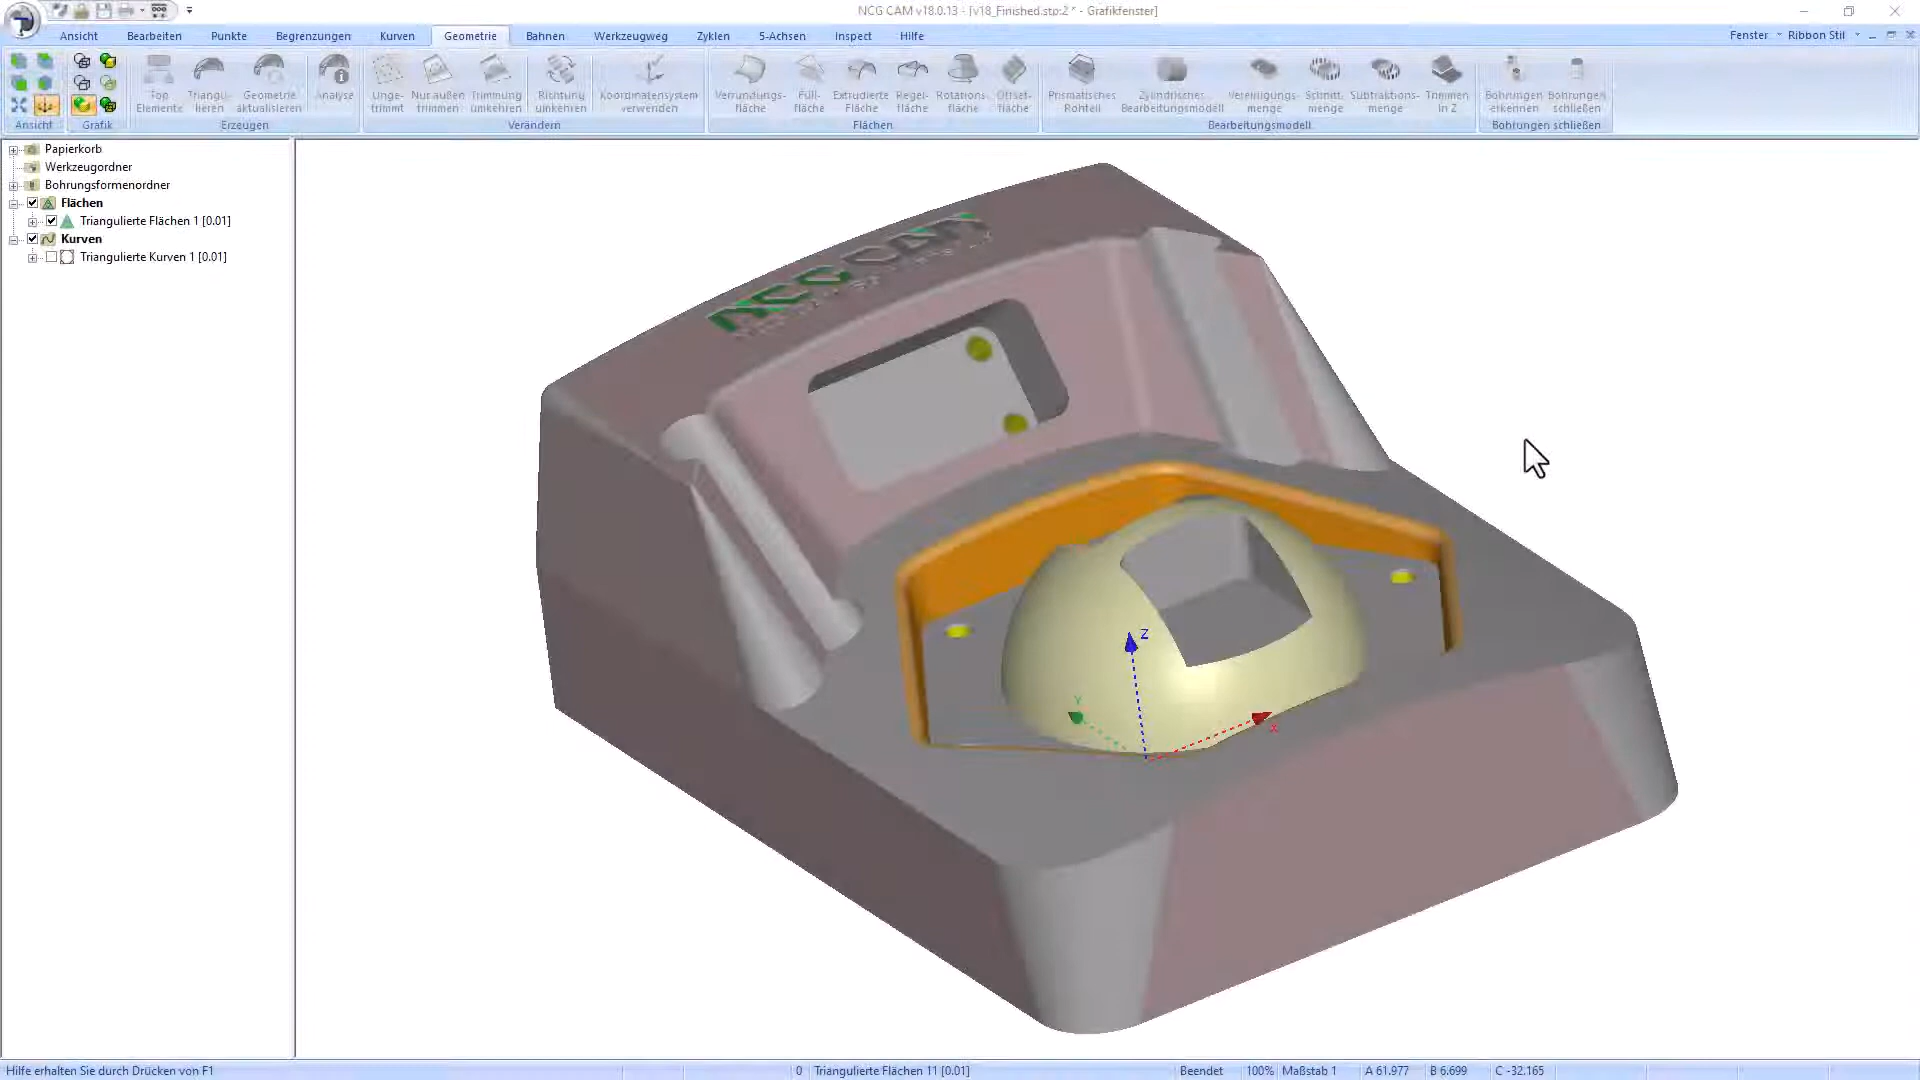 NCG CAM v18.0.13 - [v18_Finished.stp:2 * - Grafikfenster]
Ansicht Bearbeiten Punkte Begrenzungen Kurven Geometrie Bahnen Werkzeugweg Zyklen 5-Achsen Inspect Hilfe Fenster Ribbon Stil
Top Elemente
Triangu- lieren
Geometrie aktualisieren
Analyse
Unge- trimmt
Nur außen trimmen
Trimmung umkehren
Richtung umkehren
Koordinatensystem verwenden
Verrundungs- fläche
Füll- fläche
Extrudierte Fläche
Regel- fläche
Rotations- fläche
Offset- fläche
Prismatisches Rohteil
Zylindrisches Bearbeitungsmodell
Vereinigungs- menge
Schnitt- menge
Subtraktions- menge
Trimmen in Z
Bohrungen erkennen
Bohrungen schließen
Ansicht Grafik Erzeugen Verändern Flächen Bearbeitungsmodell Bohrungen schließen
Papierkorb
Werkzeugordner
Bohrungsformenordner
Flächen
Triangulierte Flächen 1 [0.01]
Kurven
Triangulierte Kurven 1 [0.01]
NCG CAM
Z
Y
X
Hilfe erhalten Sie durch Drücken von F1 0 Triangulierte Flächen 11 [0.01] Beendet 100% Maßstab 1 A 61.977 B 6.699 C -32.165